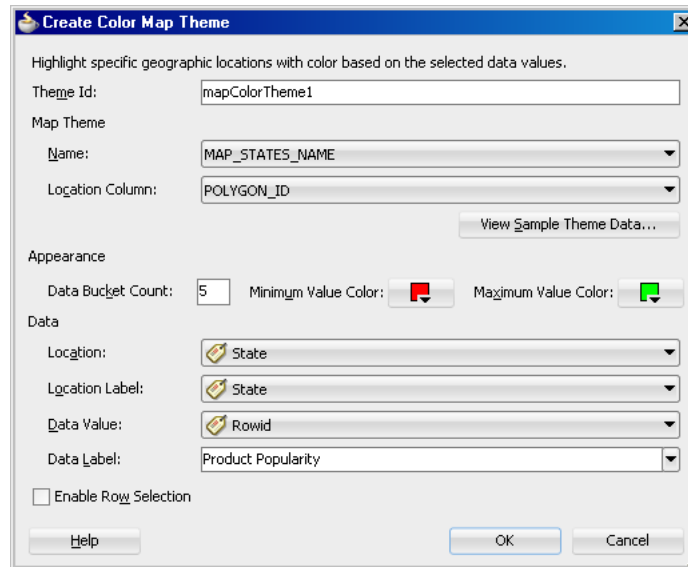 Create Color Map Theme
Highlight specific geographic locations with color based on the selected data values.
Theme Id: mapColorTheme1
Map Theme
Name: MAP_STATES_NAME
Location Column: POLYGON_ID
View Sample Theme Data...
Appearance
Data Bucket Count: 5 Minimum Value Color: Maximum Value Color:
Data
Location: State
Location Label: State
Data Value: Rowid
Data Label: Product Popularity
Enable Row Selection
Help OK Cancel